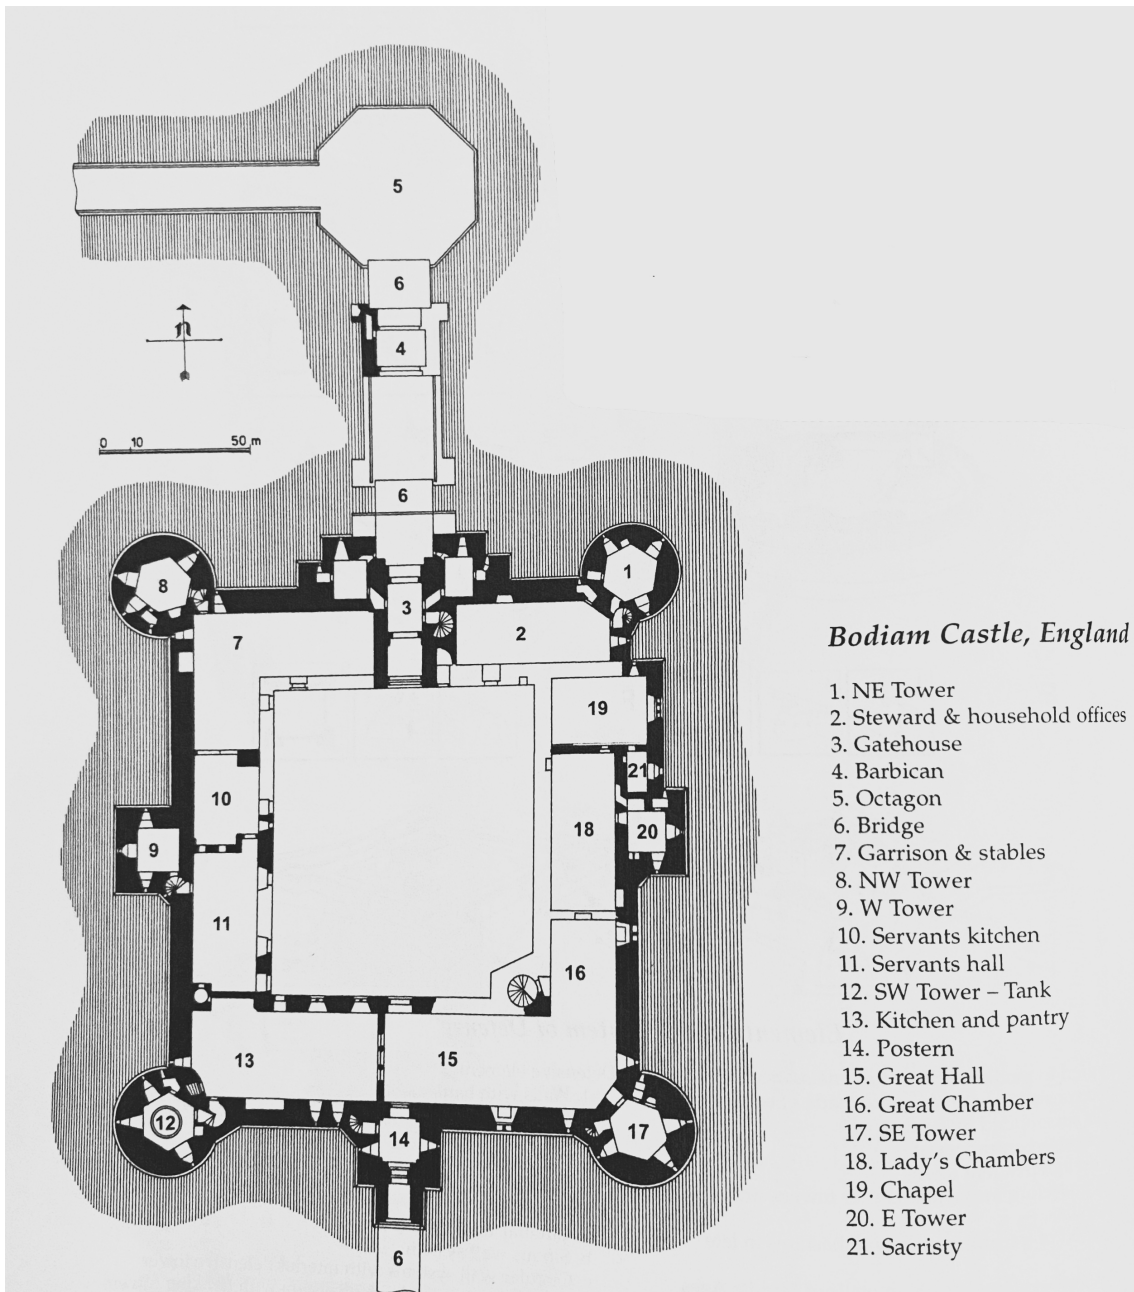 5
6
4
n
0 10 50 m
6
8
1
3
2
7
Bodiam Castle, England
19
1. NE Tower
2. Steward & household offices
3. Gatehouse
21
4. Barbican
10
5. Octagon
18
20
6. Bridge
9
7. Garrison & stables
8. NW Tower
9. W Tower
11
10. Servants kitchen
11. Servants hall
16
12. SW Tower – Tank
13. Kitchen and pantry
13
15
14. Postern
15. Great Hall
12
16. Great Chamber
14
17
17. SE Tower
18. Lady's Chambers
19. Chapel
20. E Tower
6
21. Sacristy